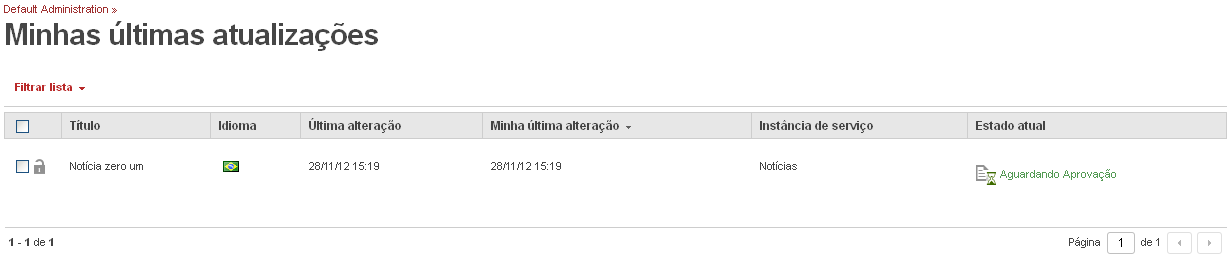 Default Administration »
Minhas últimas atualizações
Filtrar lista
Título Idioma Última alteração Minha última alteração Instância de serviço Estado atual
Notícia zero um 28/11/12 15:19 28/11/12 15:19 Notícias Aguardando Aprovação
1 - 1 de 1 Página 1 de 1